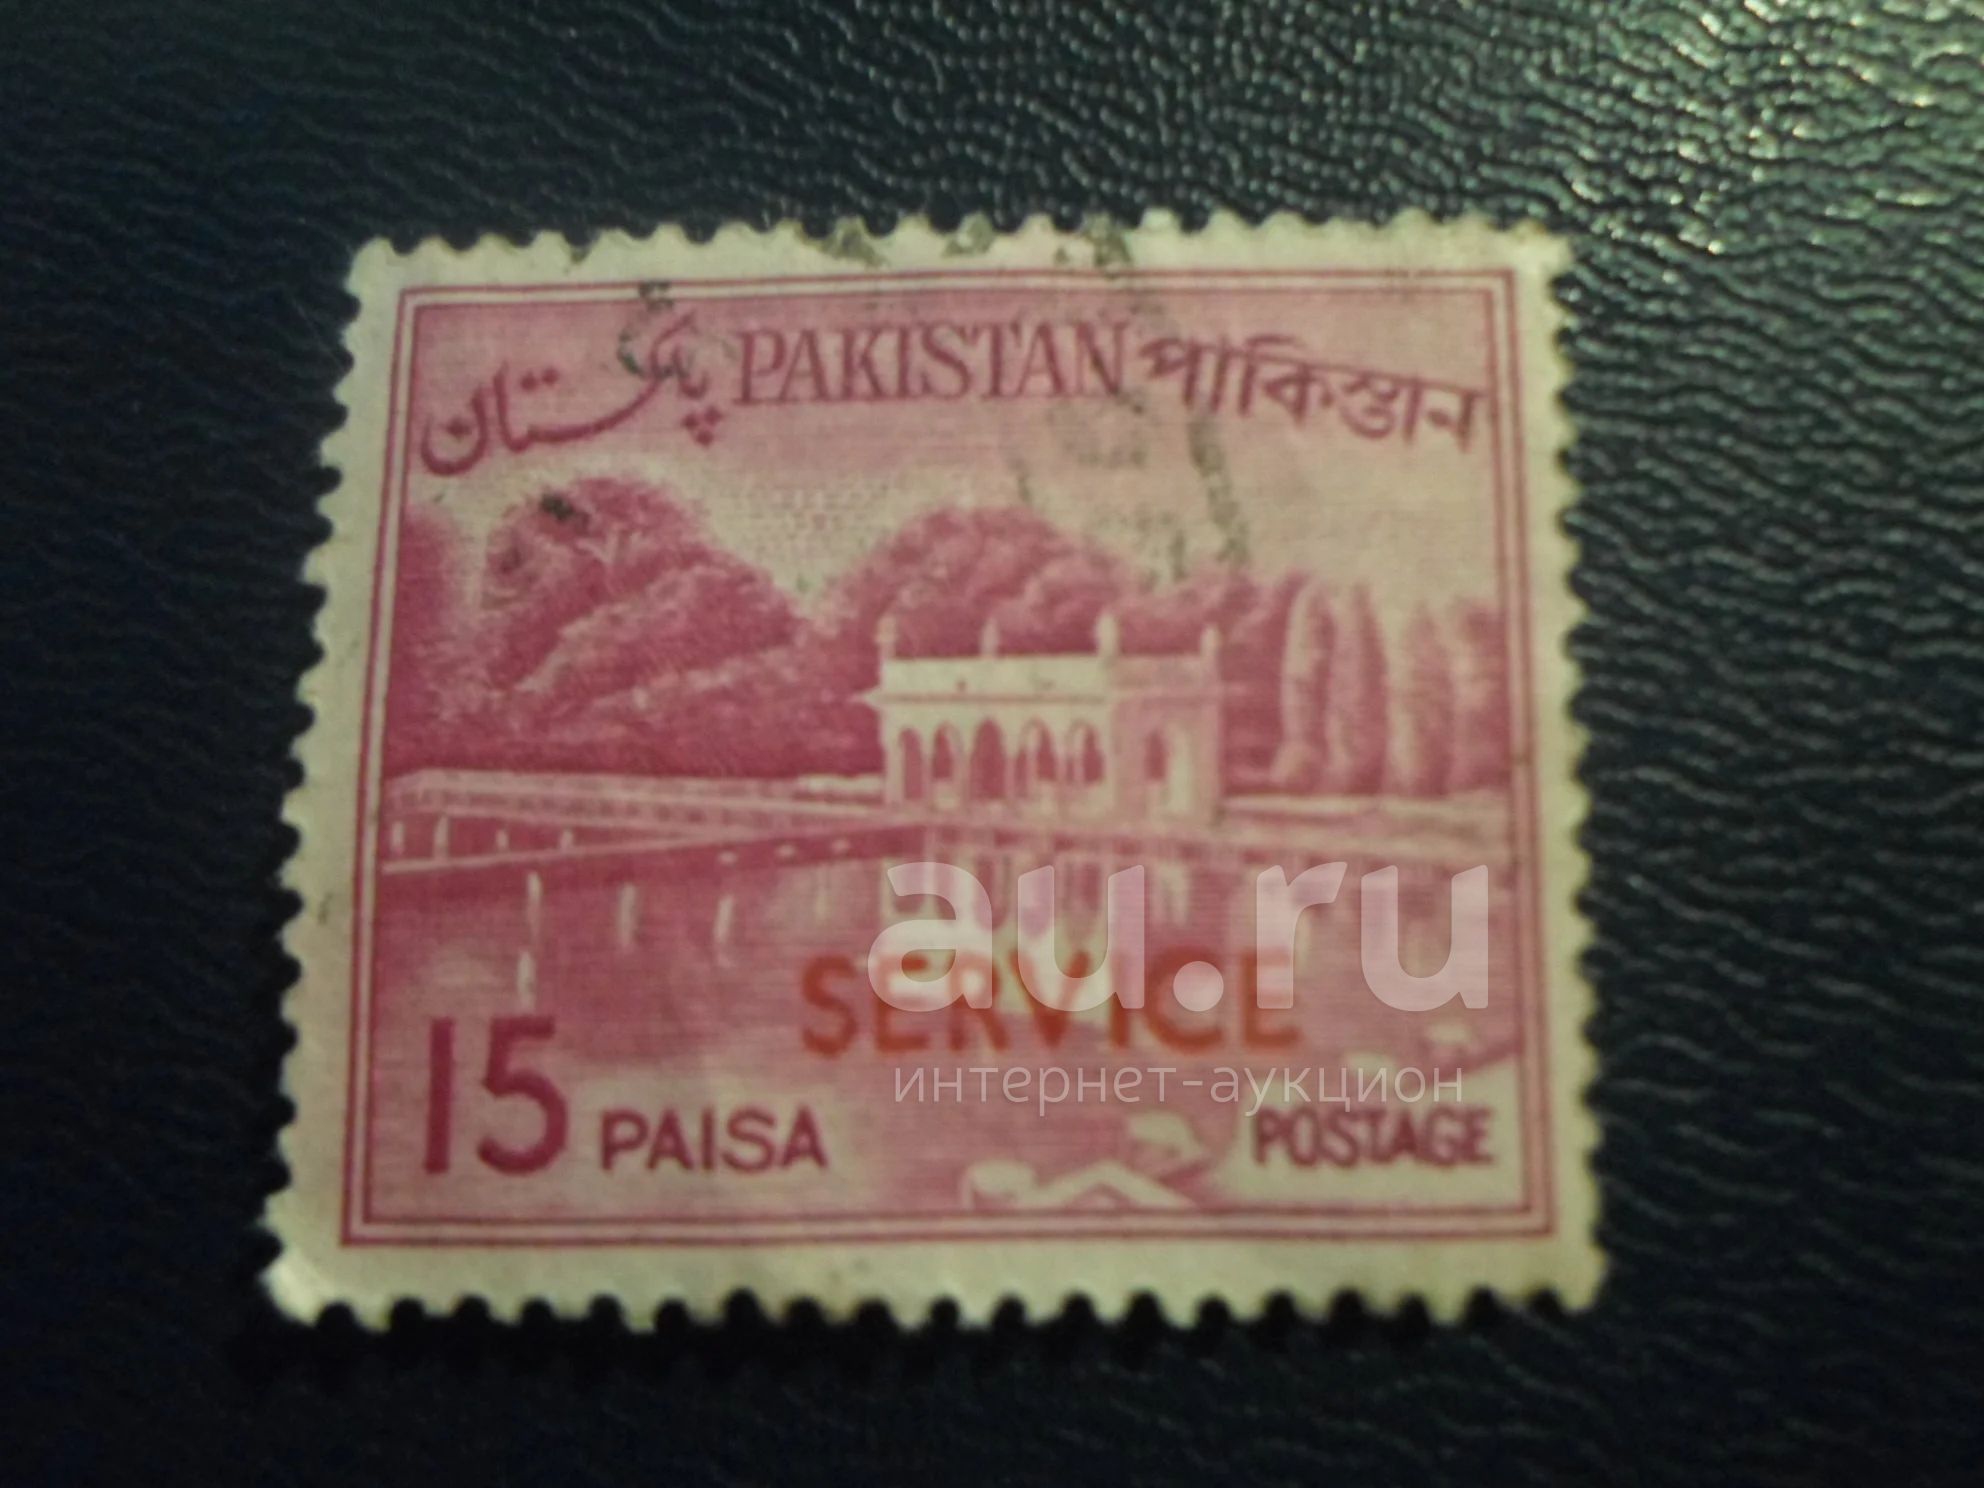 پاکستان PAKISTAN পাকিস্তান
au.ru
SERVICE
интернет-аукцион
15 PAISA POSTAGE